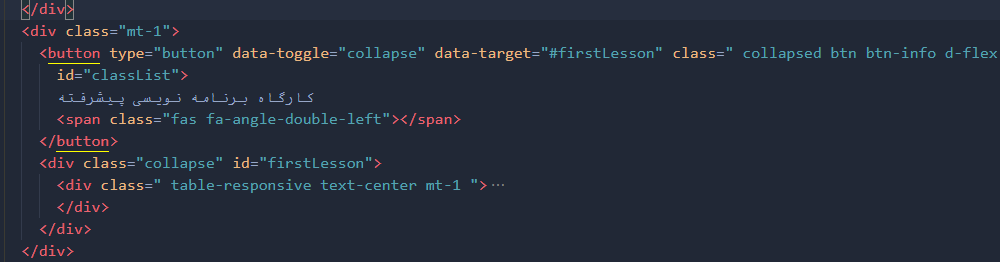 </div>
<div class="mt-1">
<button type="button" data-toggle="collapse" data-target="#firstLesson" class=" collapsed btn btn-info d-flex
id="classList">
کارگاه برنامه نویسی پیشرفته
<span class="fas fa-angle-double-left"></span>
</button>
<div class="collapse" id="firstLesson">
<div class=" table-responsive text-center mt-1 ">...
</div>
</div>
</div>